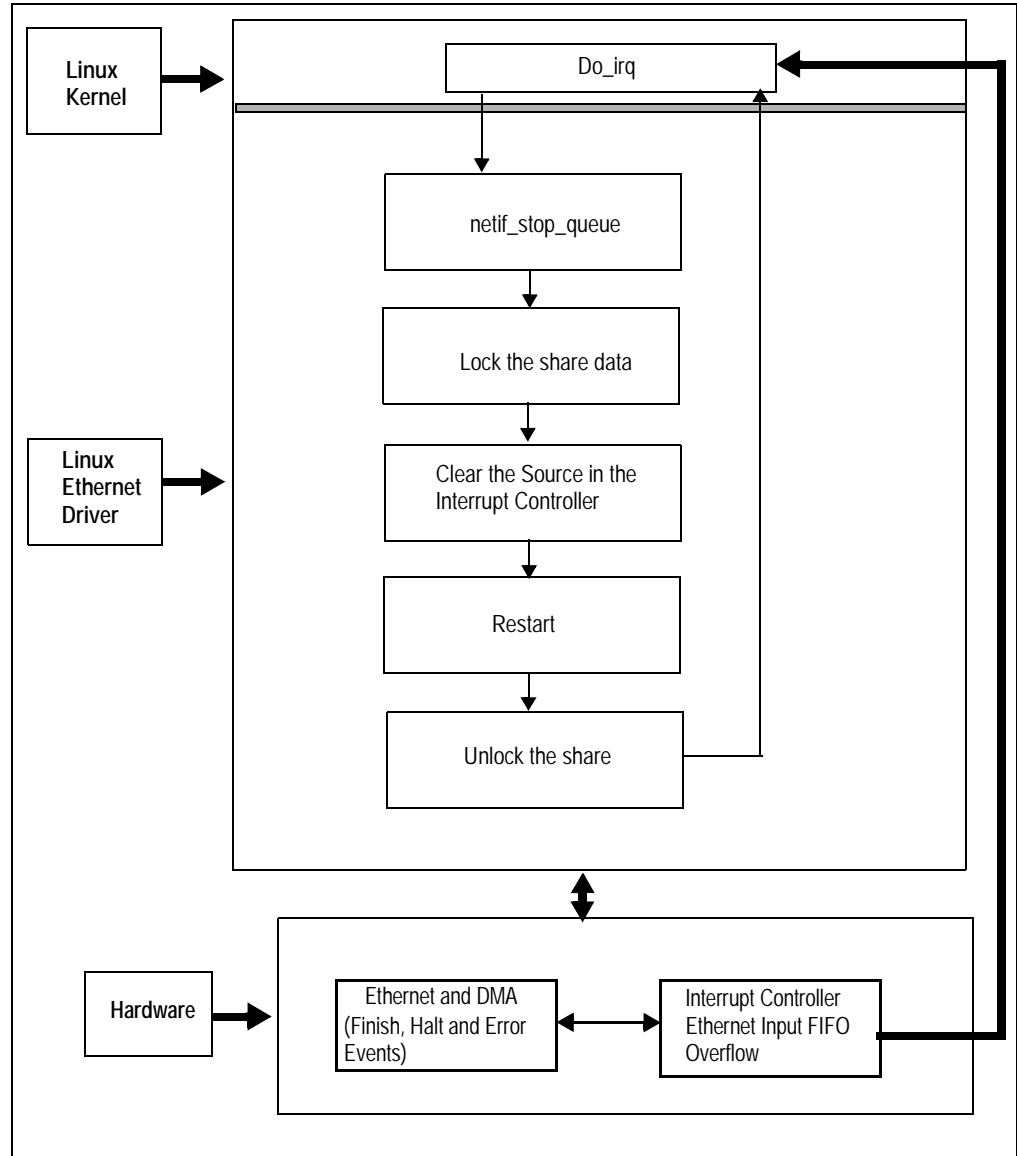 Linux
Kernel
Do_irq
netif_stop_queue
Lock the share data
Linux
Ethernet
Driver
Clear the Source in the
Interrupt Controller
Restart
Unlock the share
Hardware
Ethernet and DMA
(Finish, Halt and Error
Events)
Interrupt Controller
Ethernet Input FIFO
Overflow